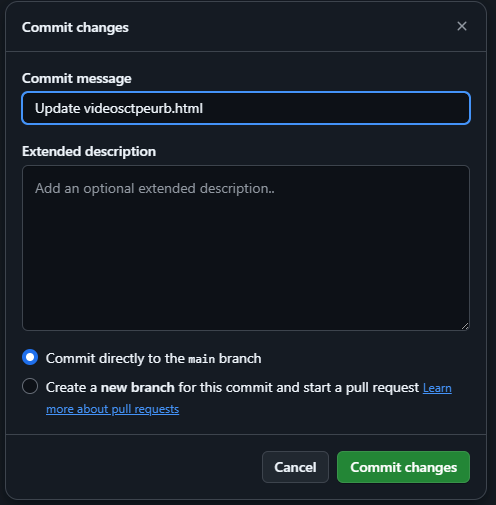 Commit changes
Commit message
Update videosctpeurb.html
Extended description
Add an optional extended description..
Commit directly to the main branch
Create a new branch for this commit and start a pull request Learn
more about pull requests
Cancel
Commit changes